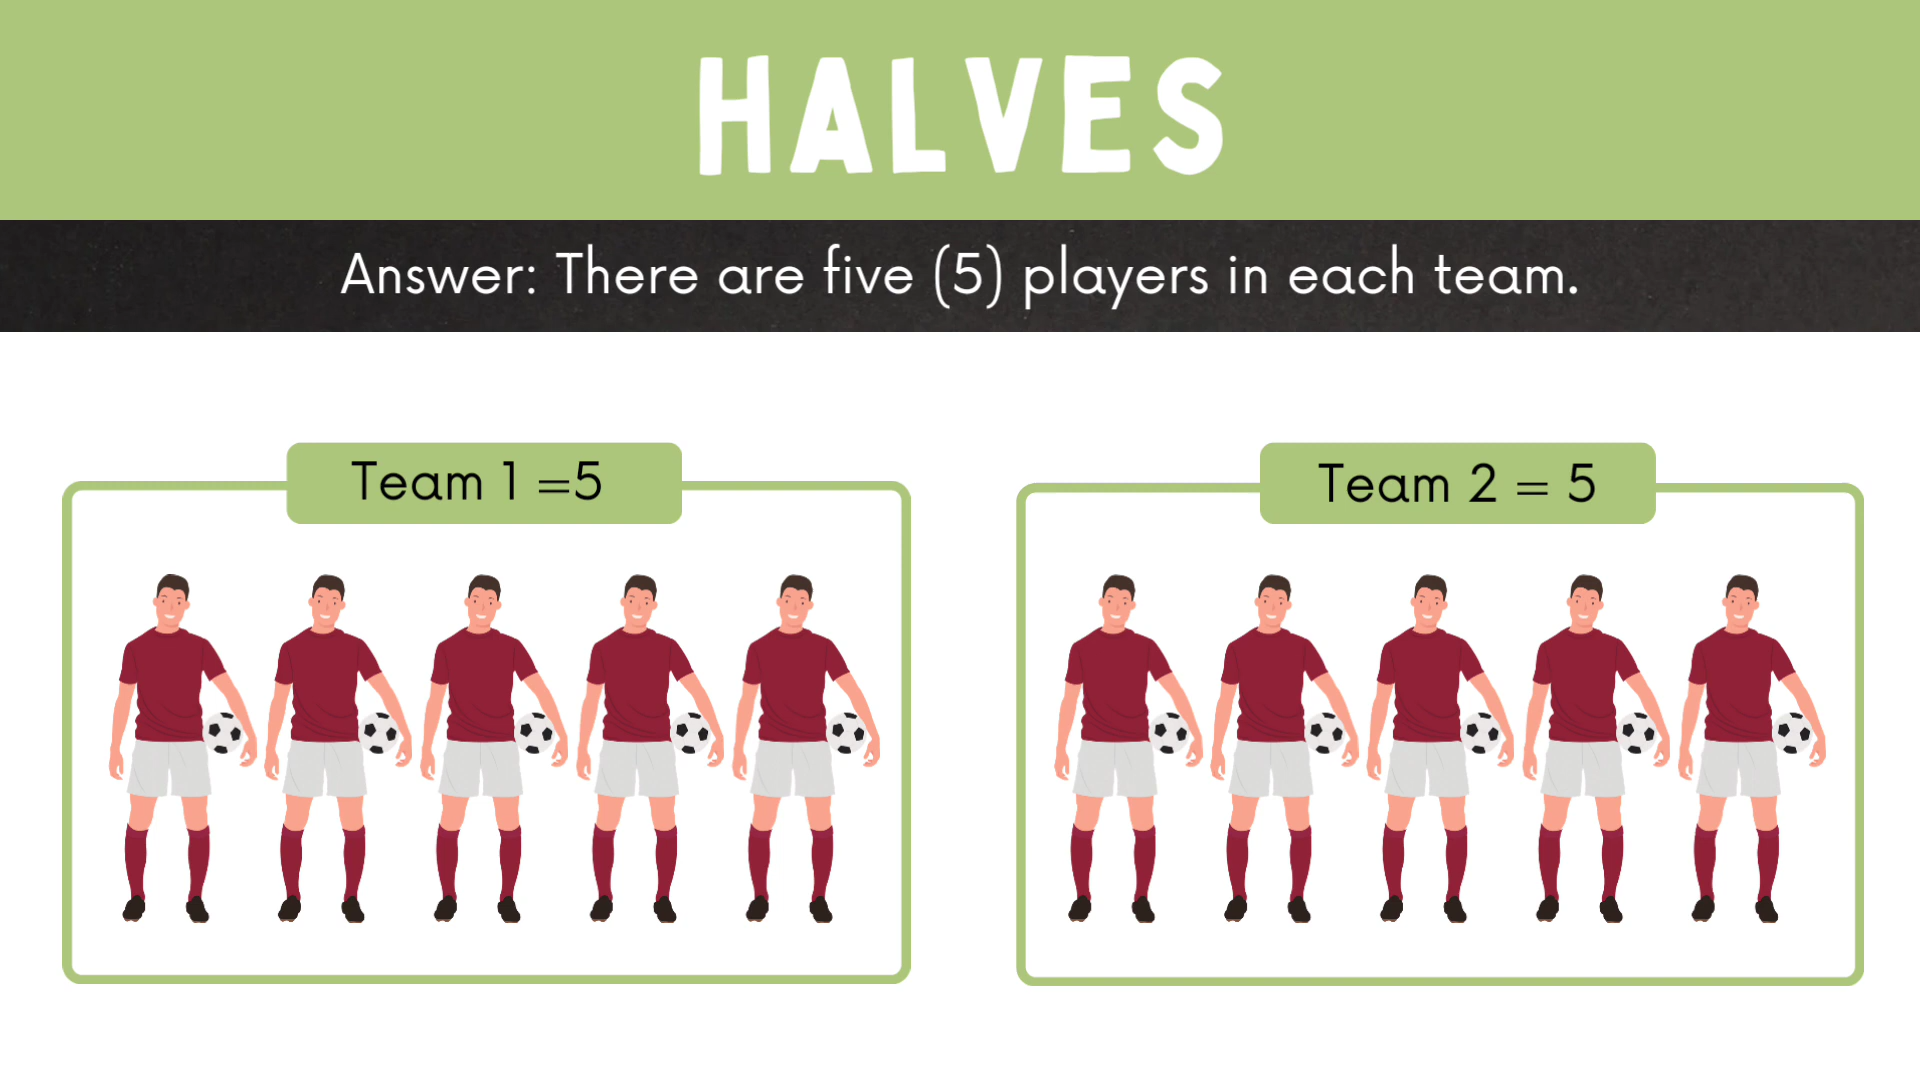 HALVES
Answer: There are five (5) players in each team.
Team 1 =5
Team 2 = 5